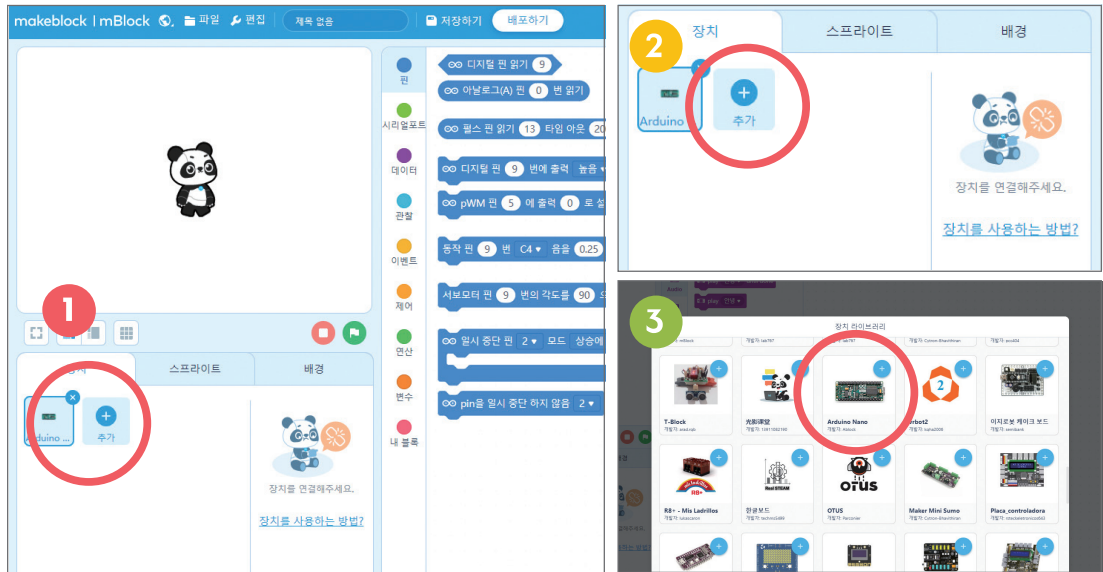 makeblock | mBlock 파일 편집 제목 없음 저장하기 배포하기
핀
시리얼포트
데이터
관찰
이벤트
제어
연산
변수
내 블록
디지털 핀 읽기 9
아날로그(A) 핀 0 번 읽기
펄스 핀 읽기 13 타임 아웃 20
디지털 핀 9 번에 출력 높음
pWM 핀 5 에 출력 0 로 설
동작 핀 9 번 C4 음을 0.25
서보모터 핀 9 번의 각도를 90
일시 중단 핀 2 모드 상승에
pin을 일시 중단 하지 않음 2
1
스프라이트 배경
duino ... 추가
장치를 연결해주세요.
장치를 사용하는 방법?
2
장치 스프라이트 배경
Arduino 추가
장치를 연결해주세요.
장치를 사용하는 방법?
3
play 안녕
장치 라이브러리
T-Block
光影课堂
Arduino Nano
rbot2
이지로봇 케이크 보드
Real STEAM
OTUS
R8+
R8+ - Mis Ladrillos
한글보드
OTUS
Maker Mini Sumo
Placa_controladora